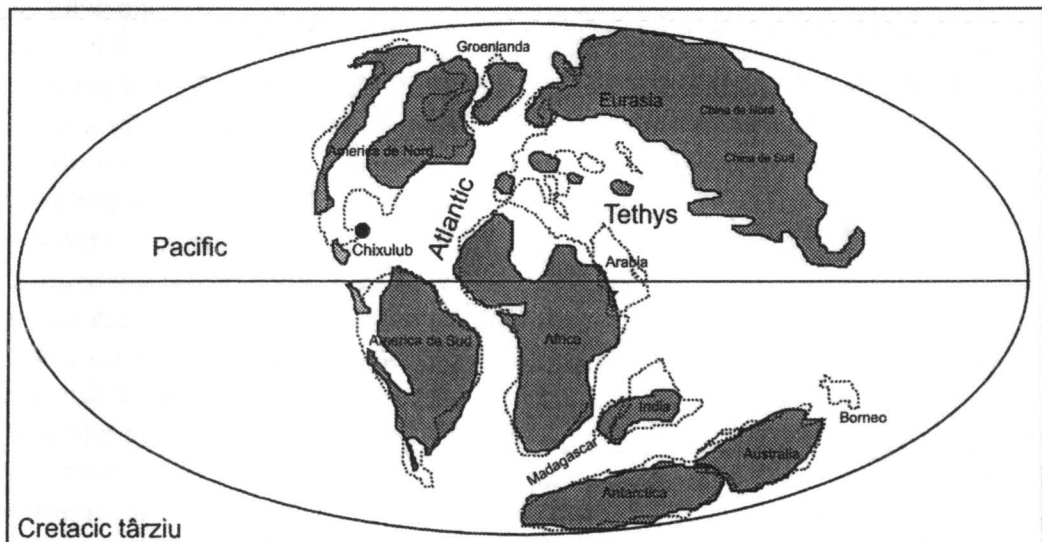 Groenlanda
Eurasia
China de Nord
America de Nord
China de Sud
Atlantic
Tethys
Pacific
Chixulub
Arabia
America de Sud
Africa
India
Borneo
Madagascar
Australia
Antarctica
Cretacic târziu